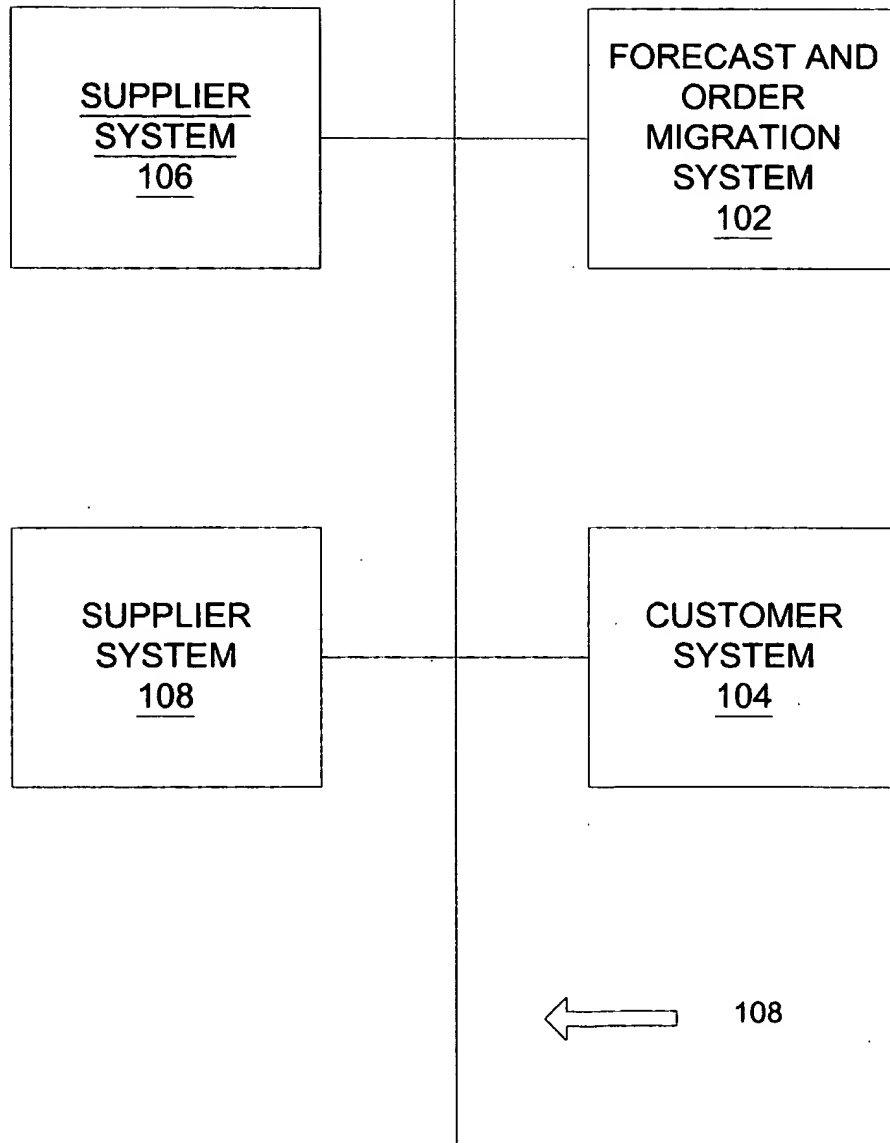 SUPPLIER
SYSTEM
106
FORECAST AND
ORDER
MIGRATION
SYSTEM
102
SUPPLIER
SYSTEM
108
CUSTOMER
SYSTEM
104
108